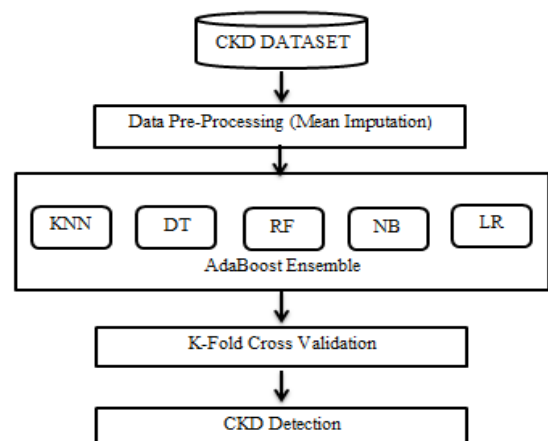 CKD DATASET
Data Pre-Processing (Mean Imputation)
KNN DT RF NB LR
AdaBoost Ensemble
K-Fold Cross Validation
CKD Detection